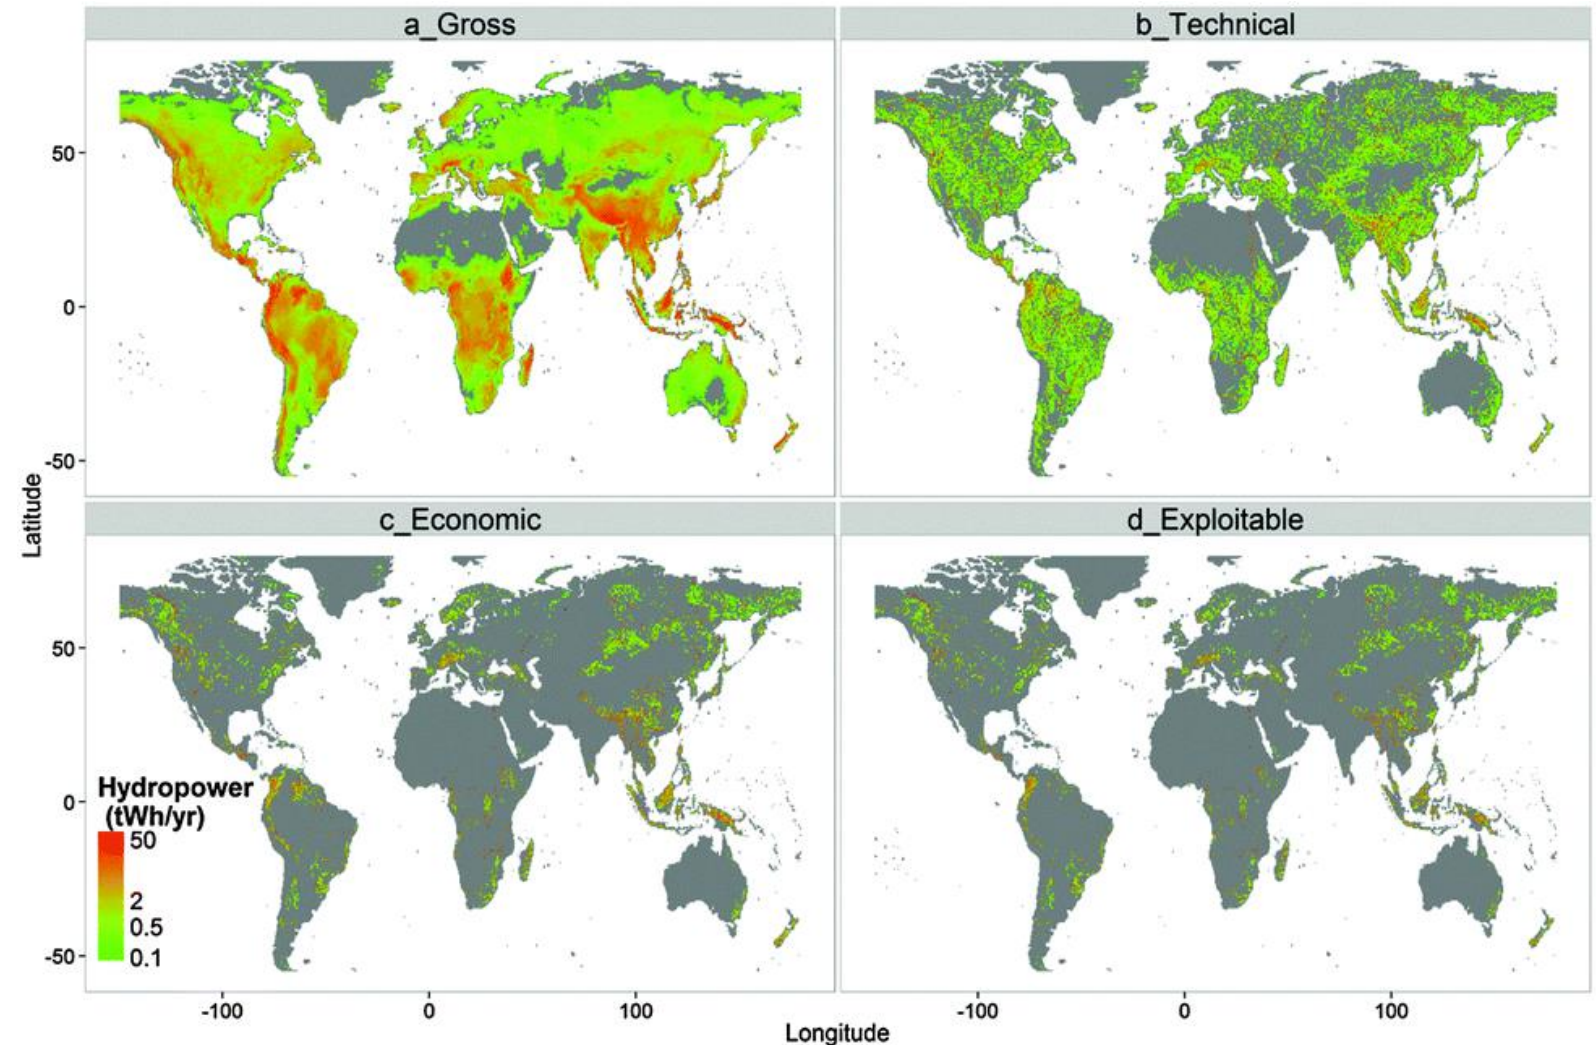 a_Gross
b_Technical
50
0
-50
Latitude
c_Economic
d_Exploitable
50
0
-50
Hydropower
(tWh/yr)
50
2
0.5
0.1
-100
0
100
-100
0
100
Longitude